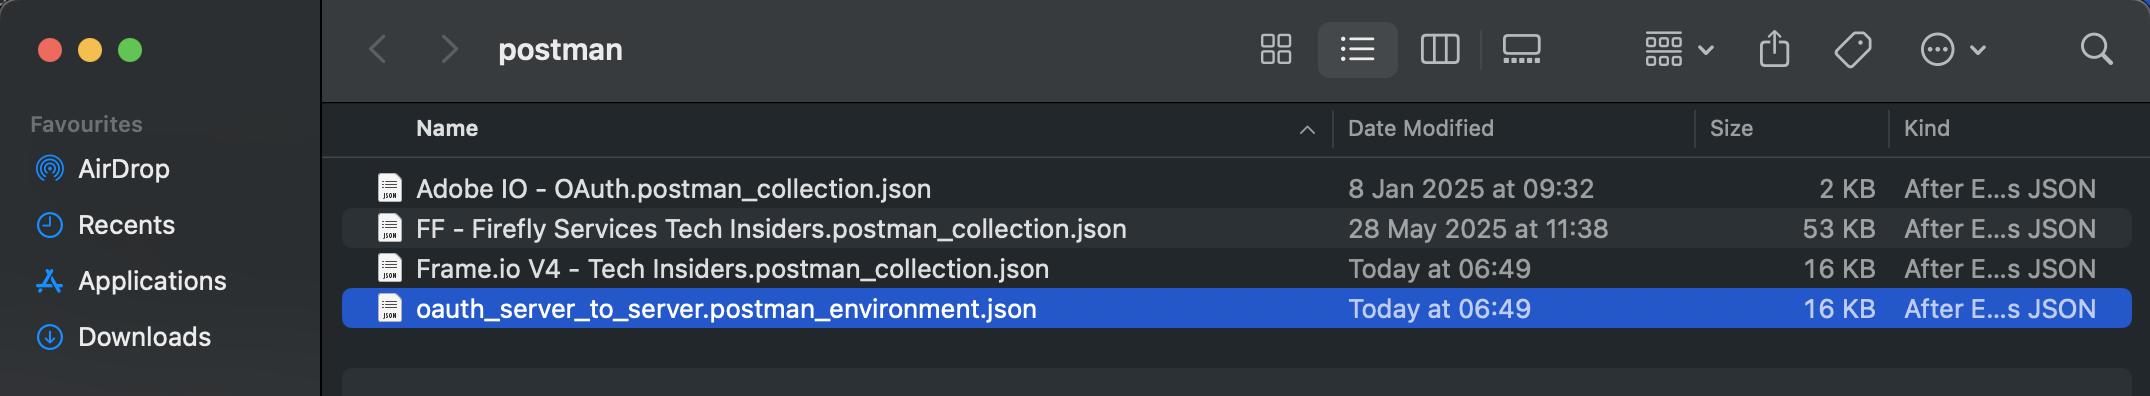 postman
Favourites
AirDrop
Recents
Applications
Downloads
Name Date Modified Size Kind
Adobe IO - OAuth.postman_collection.json 8 Jan 2025 at 09:32 2 KB After E...s JSON
FF - Firefly Services Tech Insiders.postman_collection.json 28 May 2025 at 11:38 53 KB After E...s JSON
Frame.io V4 - Tech Insiders.postman_collection.json Today at 06:49 16 KB After E...s JSON
oauth_server_to_server.postman_environment.json Today at 06:49 16 KB After E...s JSON